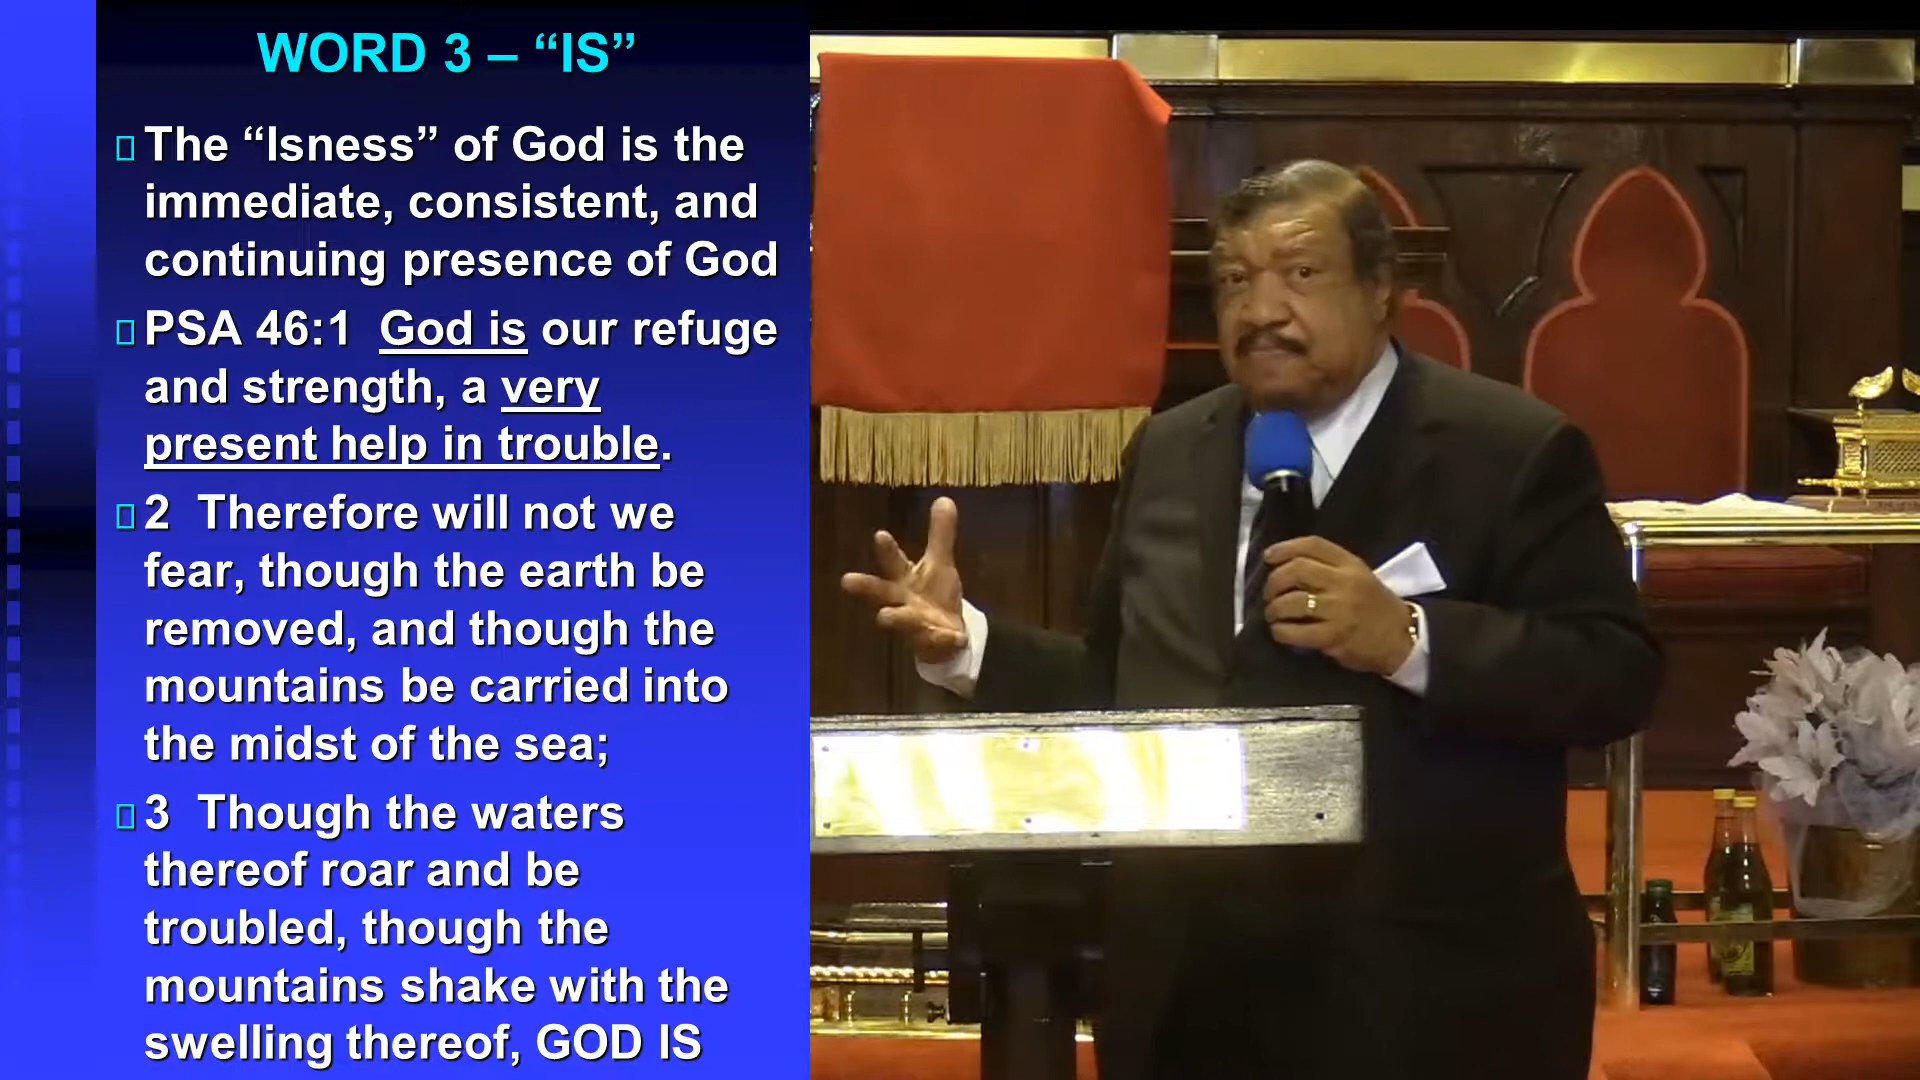 WORD 3 – “IS”
The “Isness” of God is the
immediate, consistent, and
continuing presence of God
PSA 46:1 God is our refuge
and strength, a very
present help in trouble.
2 Therefore will not we
fear, though the earth be
removed, and though the
mountains be carried into
the midst of the sea;
3 Though the waters
thereof roar and be
troubled, though the
mountains shake with the
swelling thereof, GOD IS